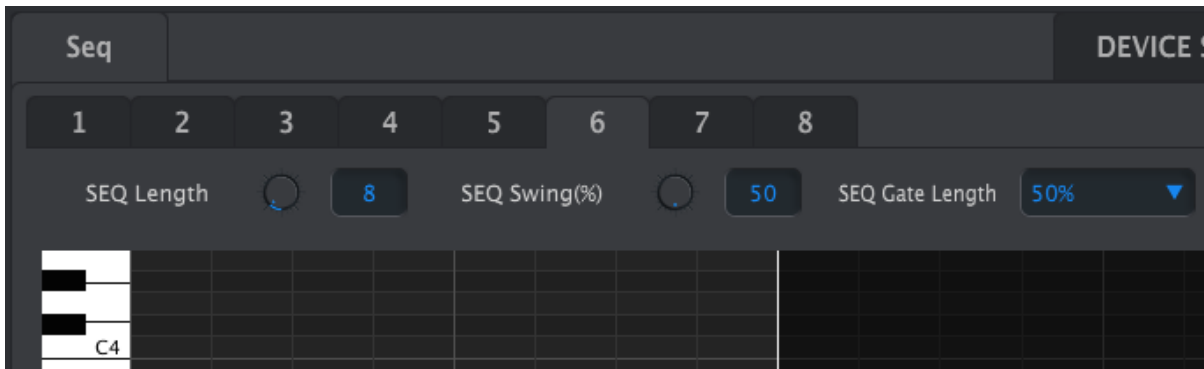 Seq DEVICE S
1 2 3 4 5 6 7 8
SEQ Length 8 SEQ Swing(%) 50 SEQ Gate Length 50%
C4